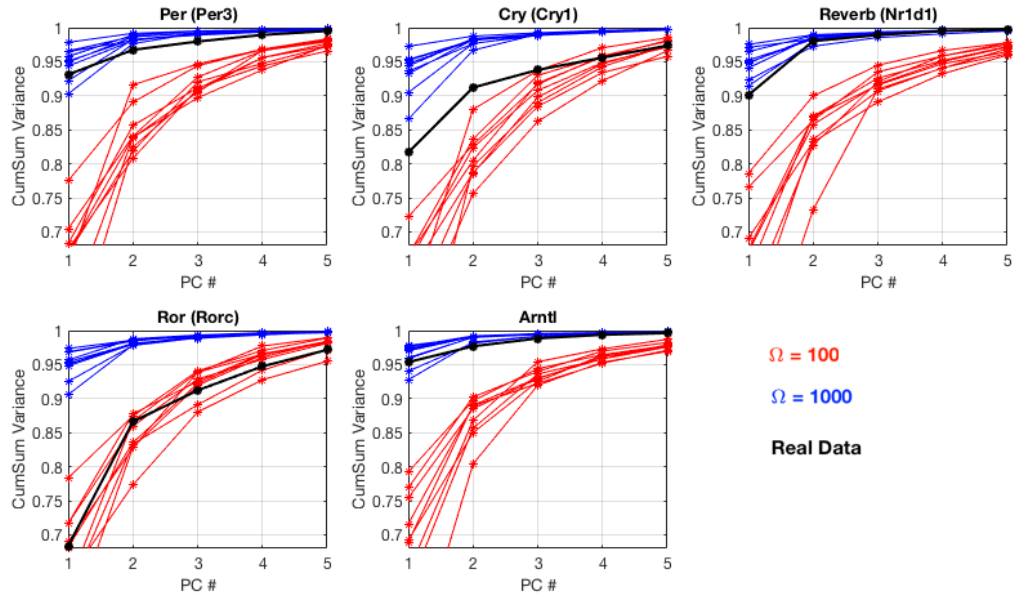 Per (Per3)
CumSum Variance
1
0.95
0.9
0.85
0.8
0.75
0.7
1 2 3 4 5
PC #
Cry (Cry1)
CumSum Variance
1
0.95
0.9
0.85
0.8
0.75
0.7
1 2 3 4 5
PC #
Reverb (Nr1d1)
CumSum Variance
1
0.95
0.9
0.85
0.8
0.75
0.7
1 2 3 4 5
PC #
Ror (Rorc)
CumSum Variance
1
0.95
0.9
0.85
0.8
0.75
0.7
1 2 3 4 5
PC #
Arntl
CumSum Variance
1
0.95
0.9
0.85
0.8
0.75
0.7
1 2 3 4 5
PC #
Ω = 100
Ω = 1000
Real Data